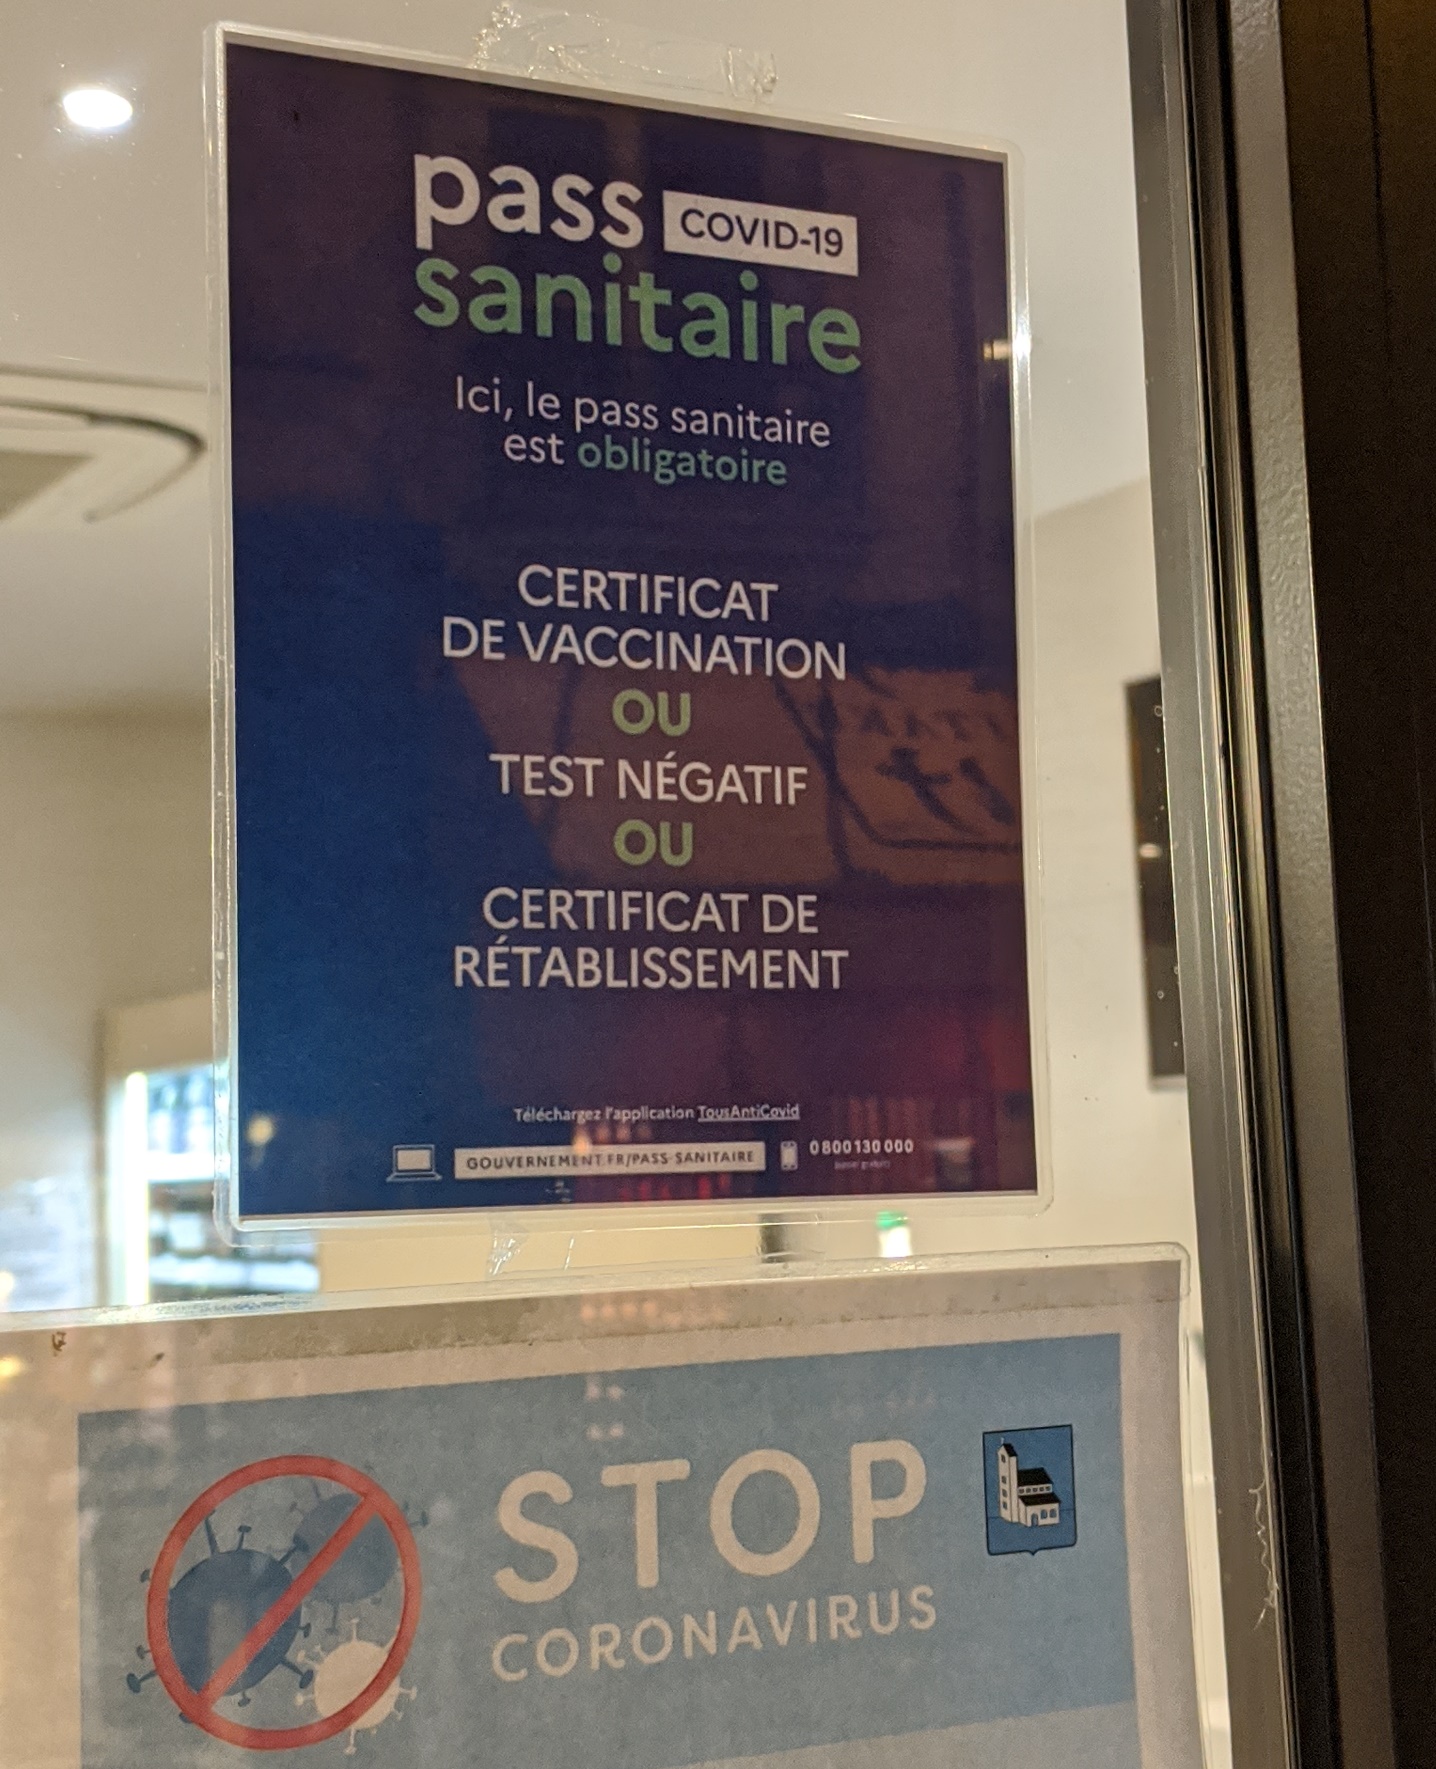 pass COVID-19
sanitaire
Ici, le pass sanitaire
est obligatoire
CERTIFICAT
DE VACCINATION
OU
TEST NÉGATIF
OU
CERTIFICAT DE
RÉTABLISSEMENT
Téléchargez l'application TousAntiCovid
GOUVERNEMENT.FR/PASS-SANITAIRE
0 800 130 000
STOP
CORONAVIRUS